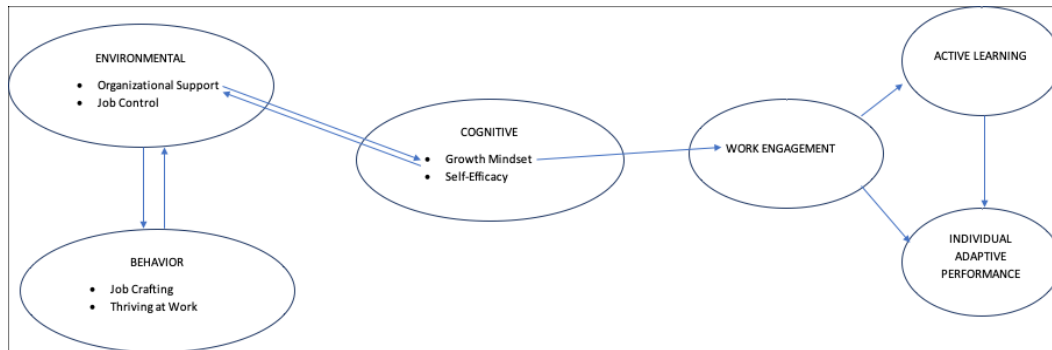 ENVIRONMENTAL
• Organizational Support
• Job Control
BEHAVIOR
• Job Crafting
• Thriving at Work
COGNITIVE
• Growth Mindset
• Self-Efficacy
WORK ENGAGEMENT
ACTIVE LEARNING
INDIVIDUAL
ADAPTIVE
PERFORMANCE